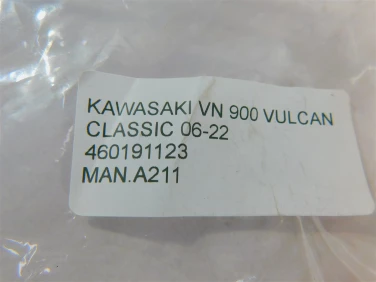 KAWASAKI VN 900 VULCAN
CLASSIC 06-22
460191123
MAN.A211